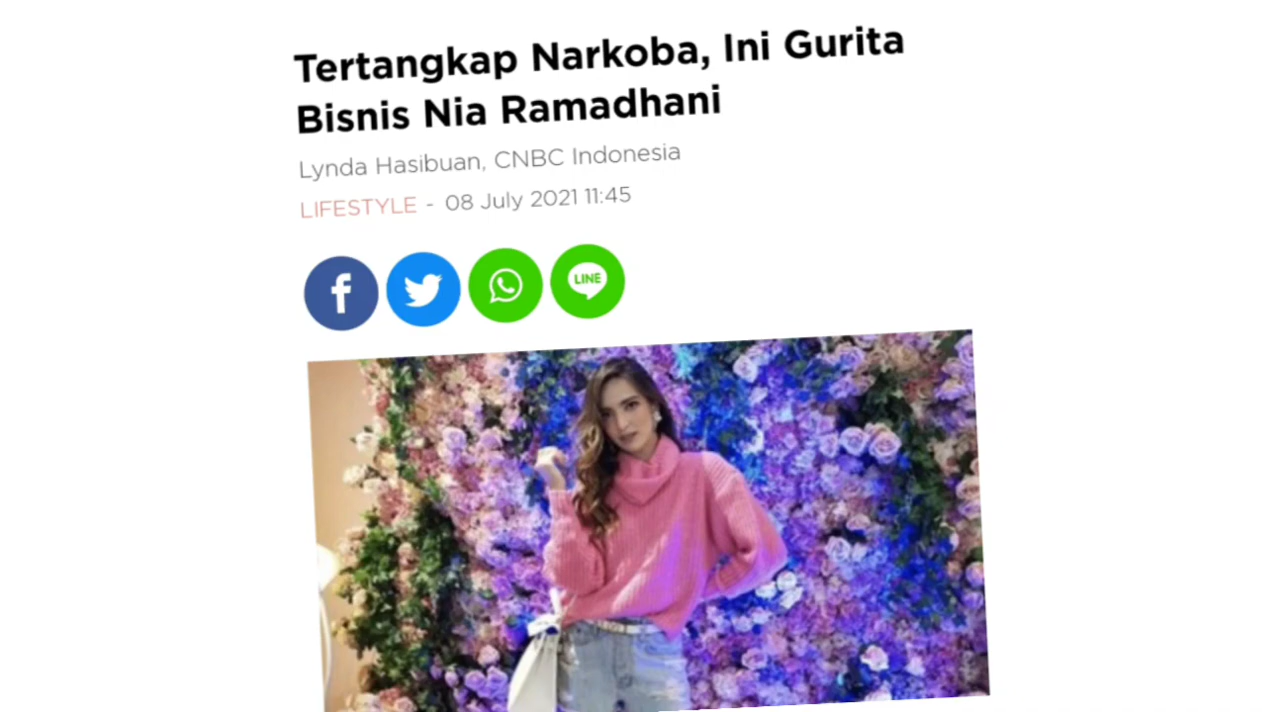 Tertangkap Narkoba, Ini Gurita
Bisnis Nia Ramadhani
Lynda Hasibuan, CNBC Indonesia
LIFESTYLE - 08 July 2021 11:45
f
LINE